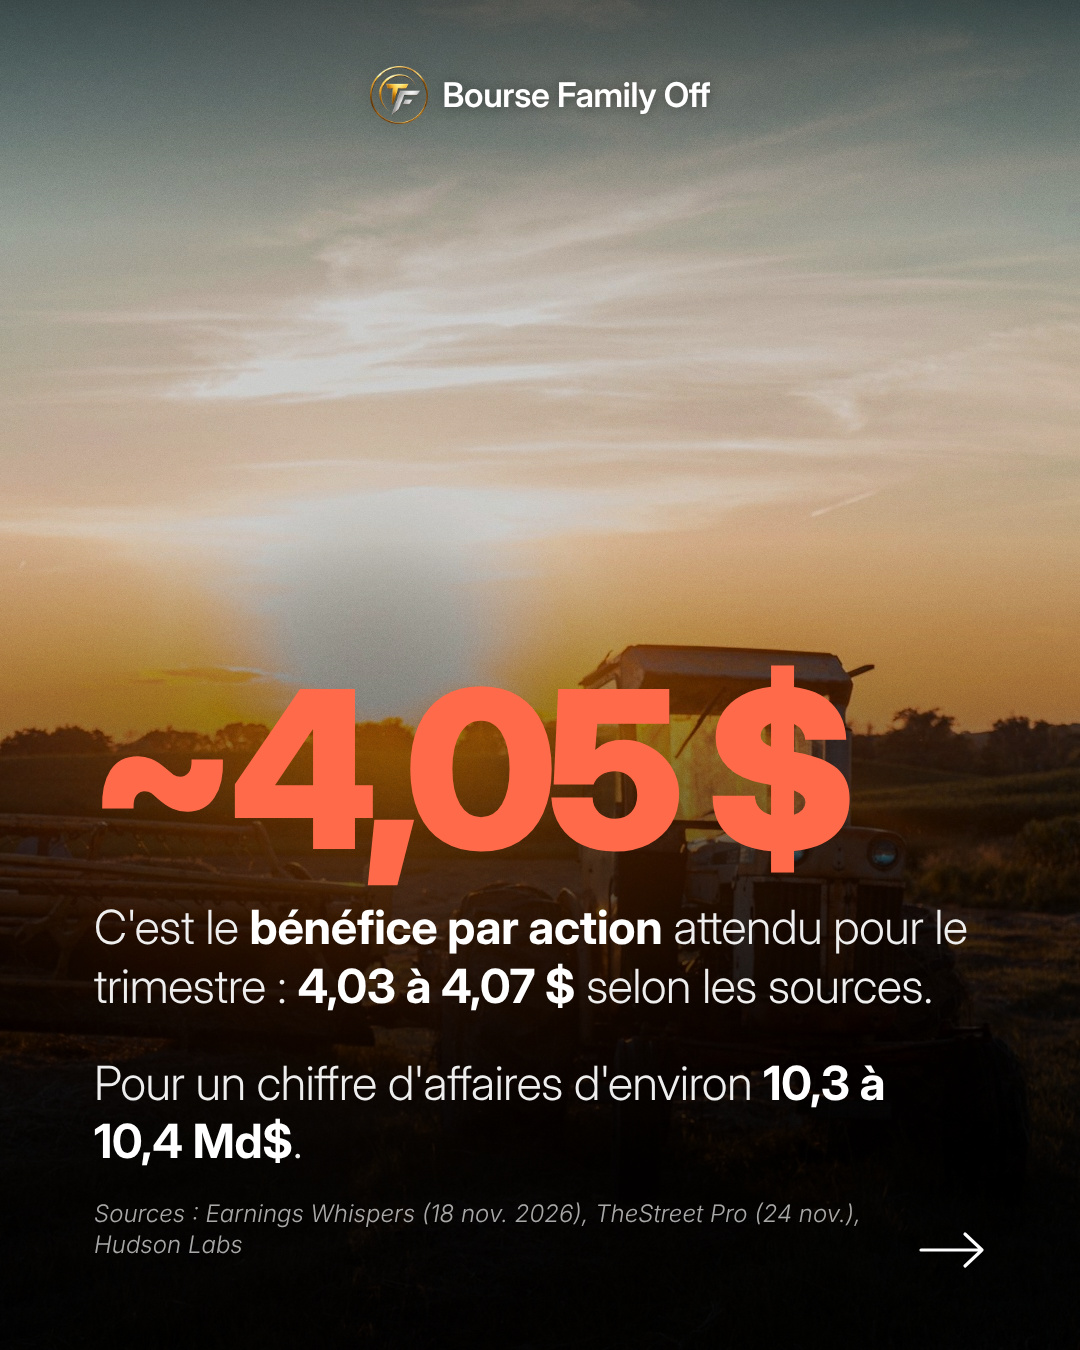 TF Bourse Family Off
~4,05 $
C'est le bénéfice par action attendu pour le
trimestre : 4,03 à 4,07 $ selon les sources.
Pour un chiffre d'affaires d'environ 10,3 à
10,4 Md$.
Sources : Earnings Whispers (18 nov. 2026), TheStreet Pro (24 nov.),
Hudson Labs